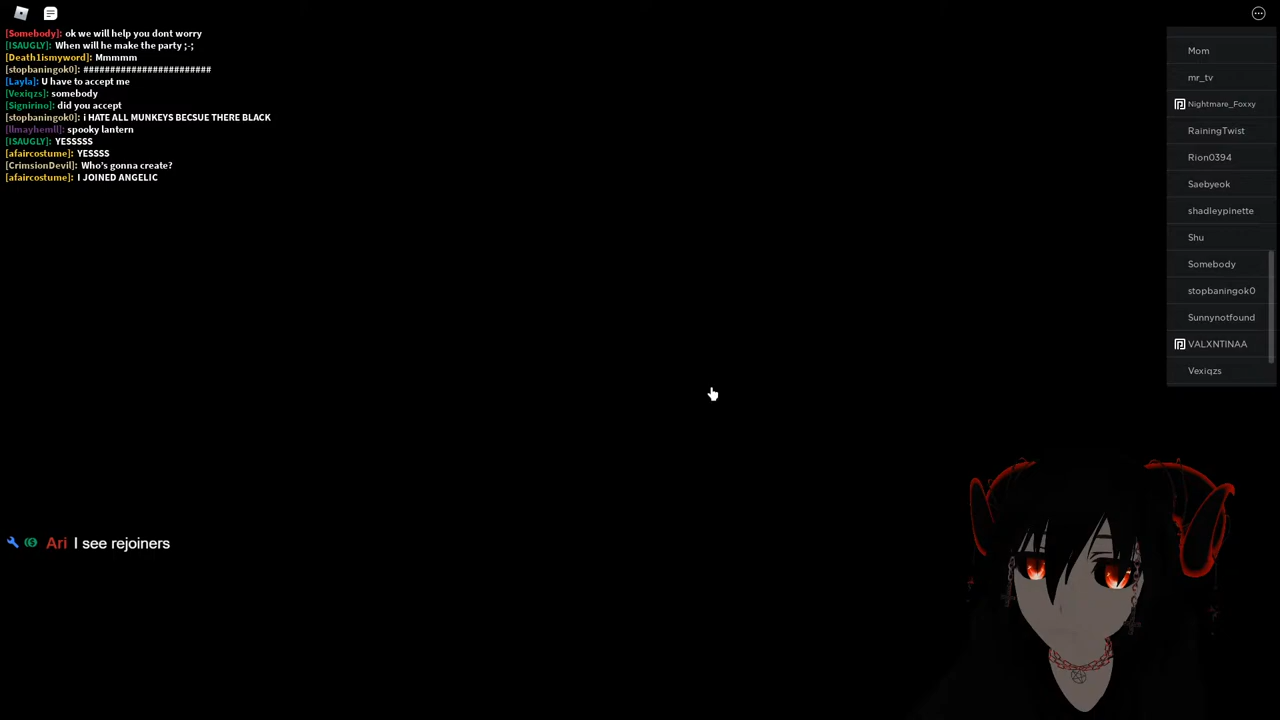 [Somebody]: ok we will help you dont worry
[ISAUGLY]: When will he make the party ;-;
[Death1ismyword]: Mmmmm
[stopbaningok0]: ########################
[Layla]: U have to accept me
[Vexiqzs]: somebody
[Signirino]: did you accept
[stopbaningok0]: i HATE ALL MUNKEYS BECSUE THERE BLACK
[llmayhemll]: spooky lantern
[ISAUGLY]: YESSSSS
[afaircostume]: YESSSS
[CrimsionDevil]: Who's gonna create?
[afaircostume]: I JOINED ANGELIC
Mom
mr_tv
Nightmare_Foxxy
RainingTwist
Rion0394
Saebyeok
shadleypinette
Shu
Somebody
stopbaningok0
Sunnynotfound
VALXNTINAA
Vexiqzs
Ari I see rejoiners